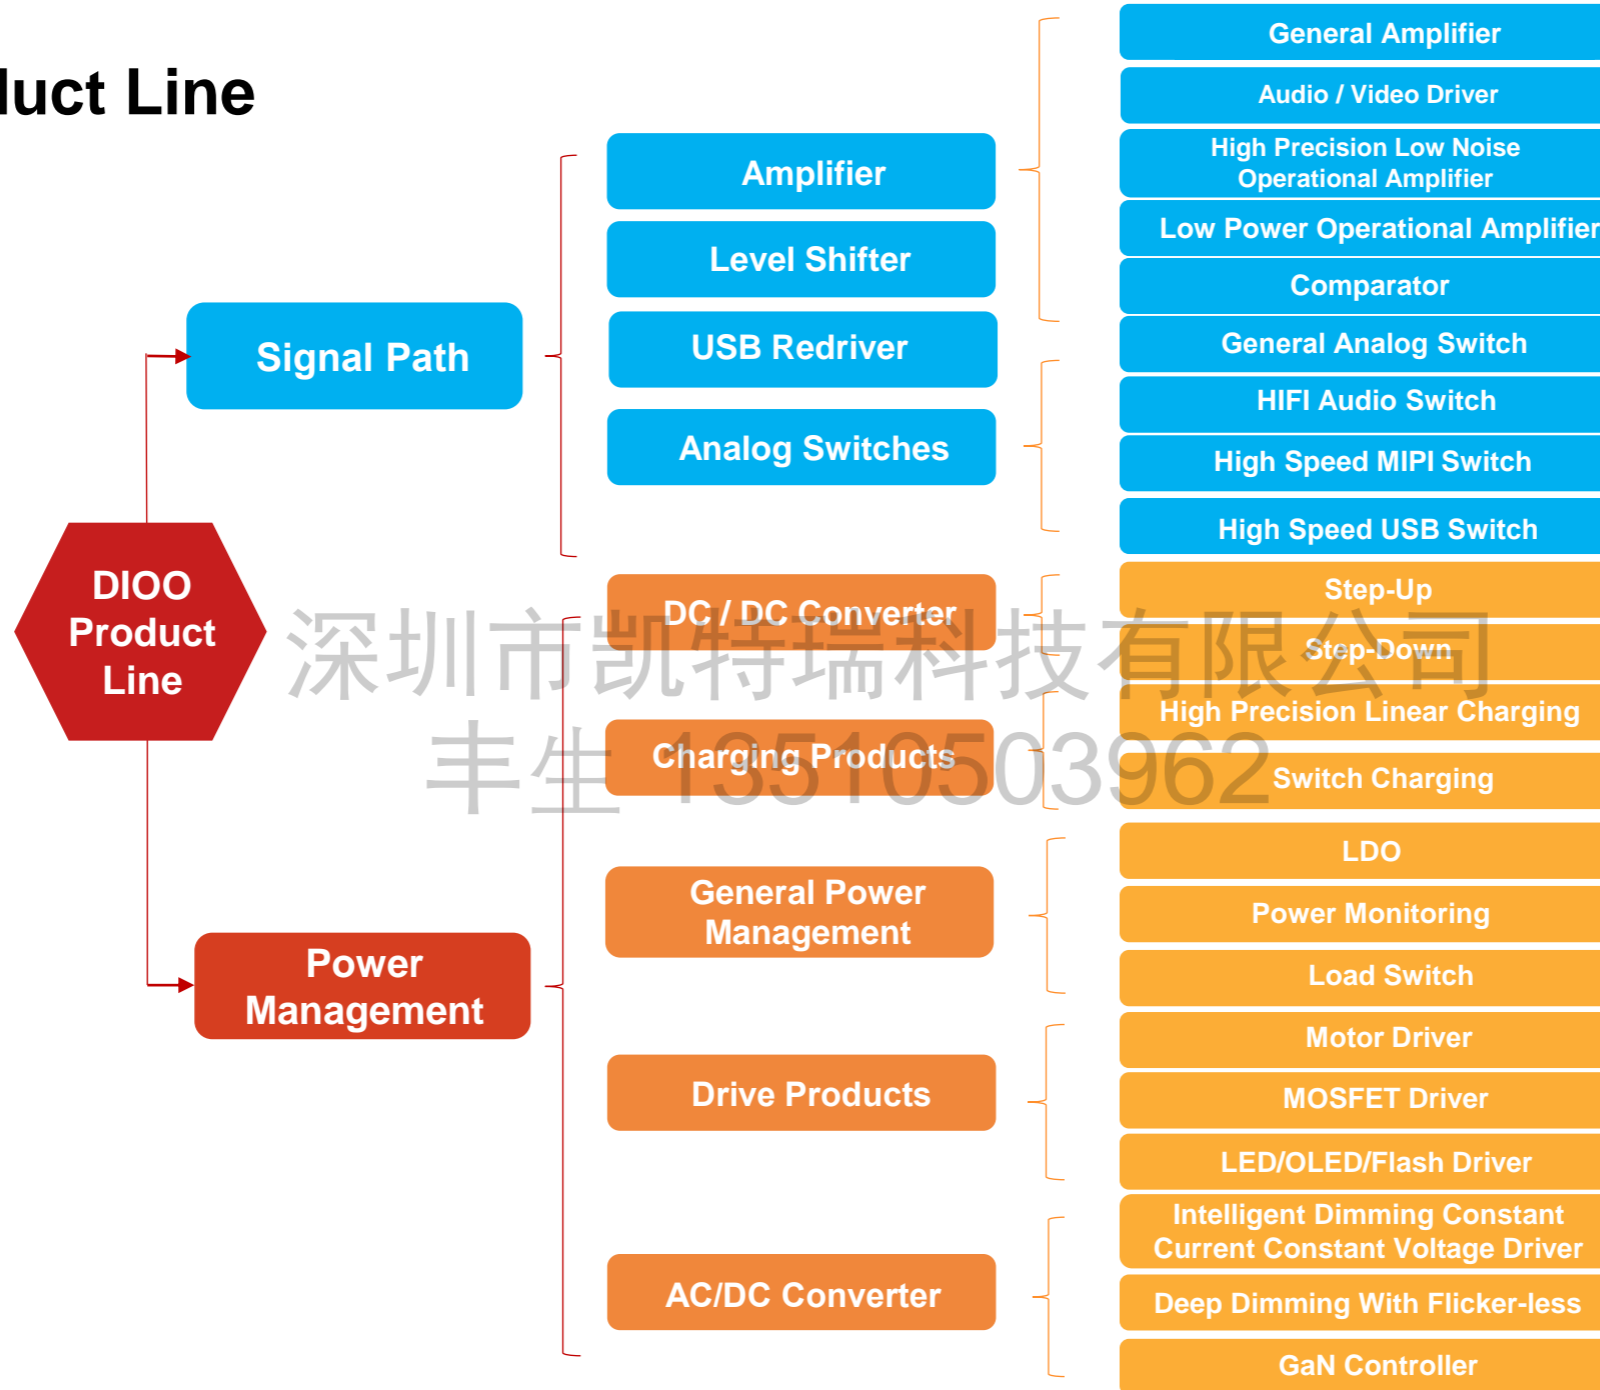 duct Line
General Amplifier
Audio / Video Driver
High Precision Low Noise
Operational Amplifier
Low Power Operational Amplifier
Comparator
General Analog Switch
HIFI Audio Switch
High Speed MIPI Switch
High Speed USB Switch
Amplifier
Level Shifter
USB Redriver
Analog Switches
Signal Path
DIOO
Product
Line
DC / DC Converter
Step-Up
Step-Down
Charging Products
High Precision Linear Charging
Switch Charging
General Power
Management
LDO
Power Monitoring
Load Switch
Power
Management
Drive Products
Motor Driver
MOSFET Driver
LED/OLED/Flash Driver
AC/DC Converter
Intelligent Dimming Constant
Current Constant Voltage Driver
Deep Dimming With Flicker-less
GaN Controller
深圳市凯特瑞科技有限公司
丰生 13510503962